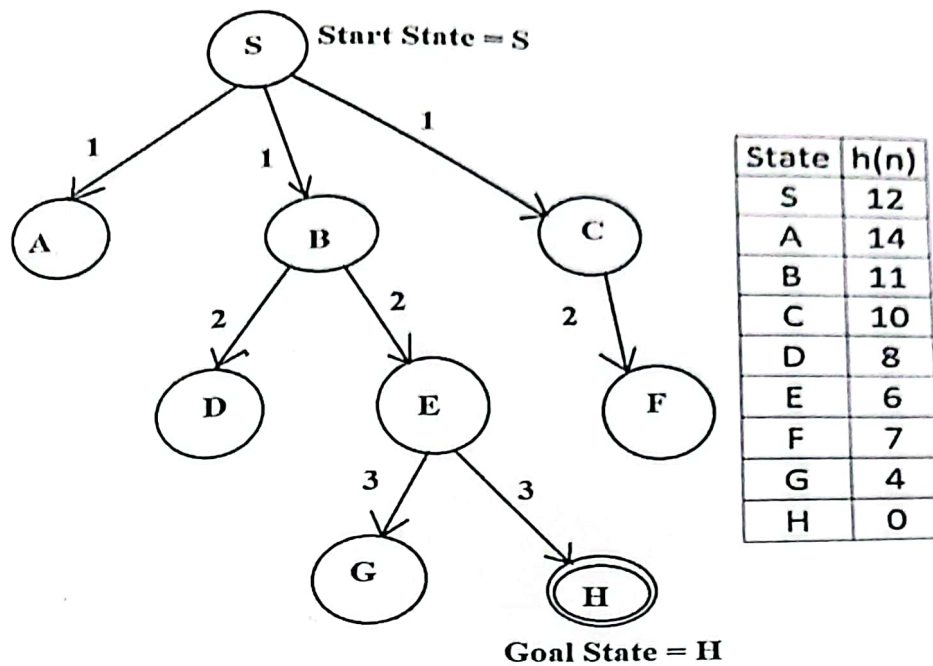 S Start State = S
1 1 1
A B C
2 2 2
D E F
3 3
G H
Goal State = H
State h(n)
S 12
A 14
B 11
C 10
D 8
E 6
F 7
G 4
H 0